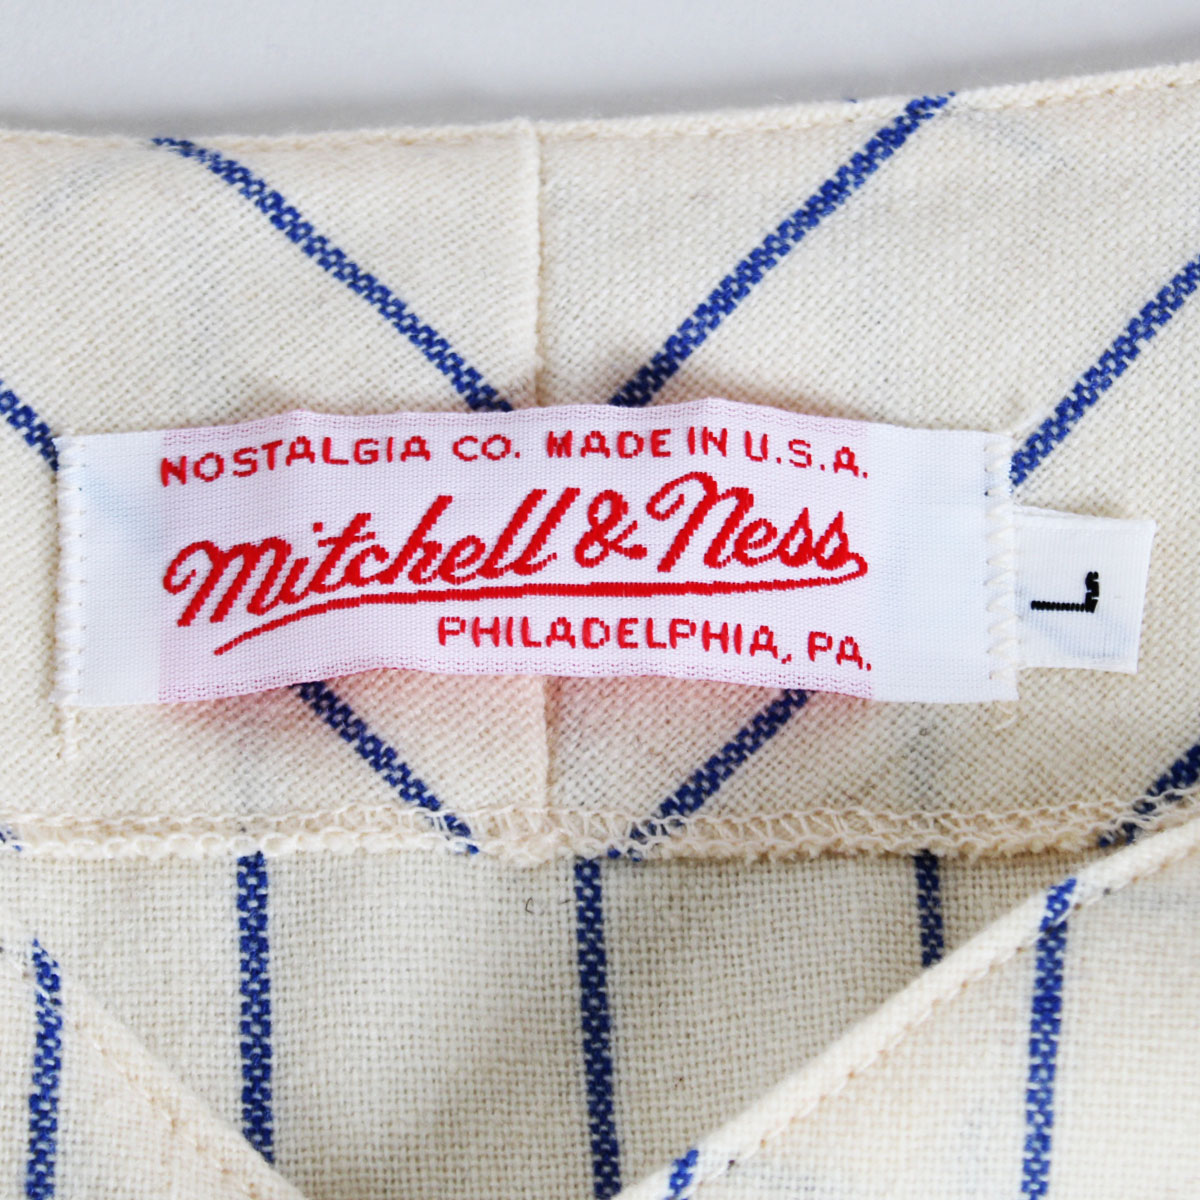 NOSTALGIA CO. MADE IN U.S.A.
Mitchell & Ness
PHILADELPHIA, PA.
L